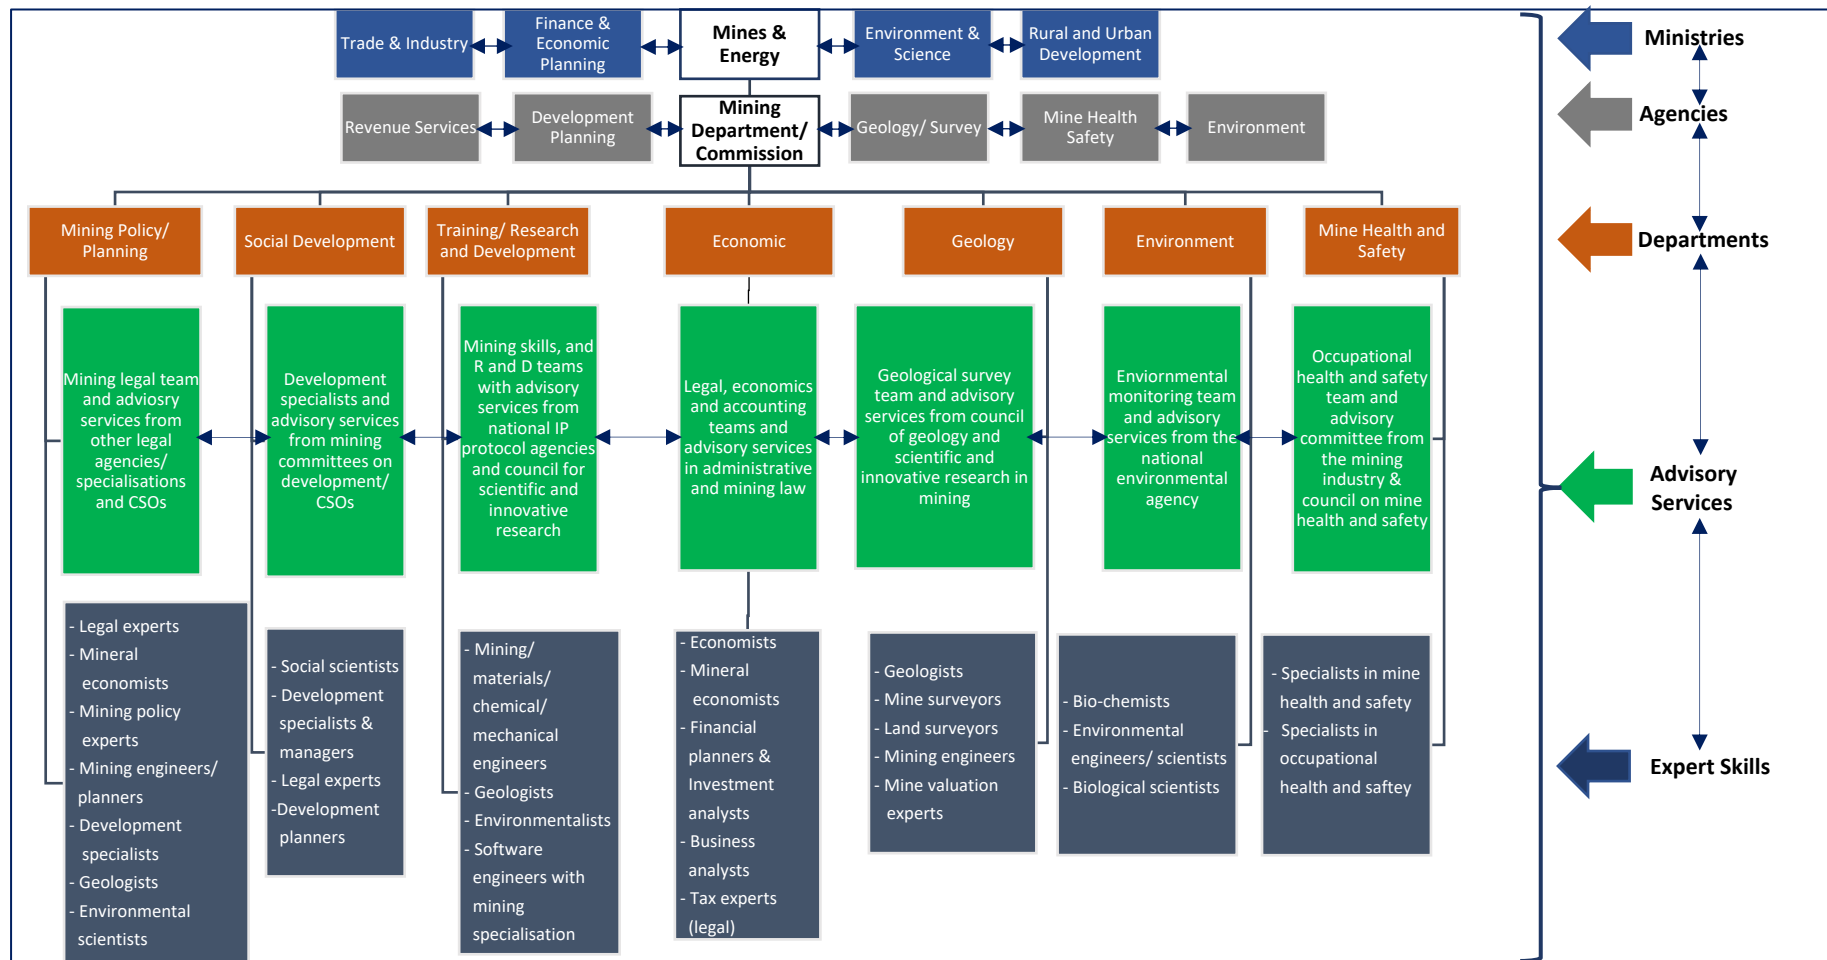 Trade & Industry
Finance &
Economic
Planning
Mines &
Energy
Environment &
Science
Rural and Urban
Development
Ministries
Revenue Services
Development
Planning
Mining
Department/
Commission
Geology/ Survey
Mine Health
Safety
Environment
Agencies
Mining Policy/
Planning
Social Development
Training/ Research
and Development
Economic
Geology
Environment
Mine Health and
Safety
Departments
Mining legal team
and adviosry
services from
other legal
agencies/
specialisations
and CSOs
Development
specialists and
advisory services
from mining
committees on
development/
CSOs
Mining skills, and
R and D teams
with advisory
services from
national IP
protocol agencies
and council for
scientific and
innovative
research
Legal, economics
and accounting
teams and
advisory services
in administrative
and mining law
Geological survey
team and advisory
services from council
of geology and
scientific and
innovative research in
mining
Enviornmental
monitoring team
and advisory
services from the
national
environmental
agency
Occupational
health and safety
team and
advisory
committee from
the mining
industry &
council on mine
health and safety
Advisory
Services
- Legal experts
- Mineral
economists
- Mining policy
experts
- Mining engineers/
planners
- Development
specialists
- Geologists
- Environmental
scientists
- Social scientists
- Development
specialists &
managers
- Legal experts
-Development
planners
- Mining/
materials/
chemical/
mechanical
engineers
- Geologists
- Environmentalists
- Software
engineers with
mining
specialisation
- Economists
- Mineral
economists
- Financial
planners &
Investment
analysts
- Business
analysts
- Tax experts
(legal)
- Geologists
- Mine surveyors
- Land surveyors
- Mining engineers
- Mine valuation
experts
- Bio-chemists
- Environmental
engineers/ scientists
- Biological scientists
- Specialists in mine
health and safety
- Specialists in
occupational
health and saftey
Expert Skills